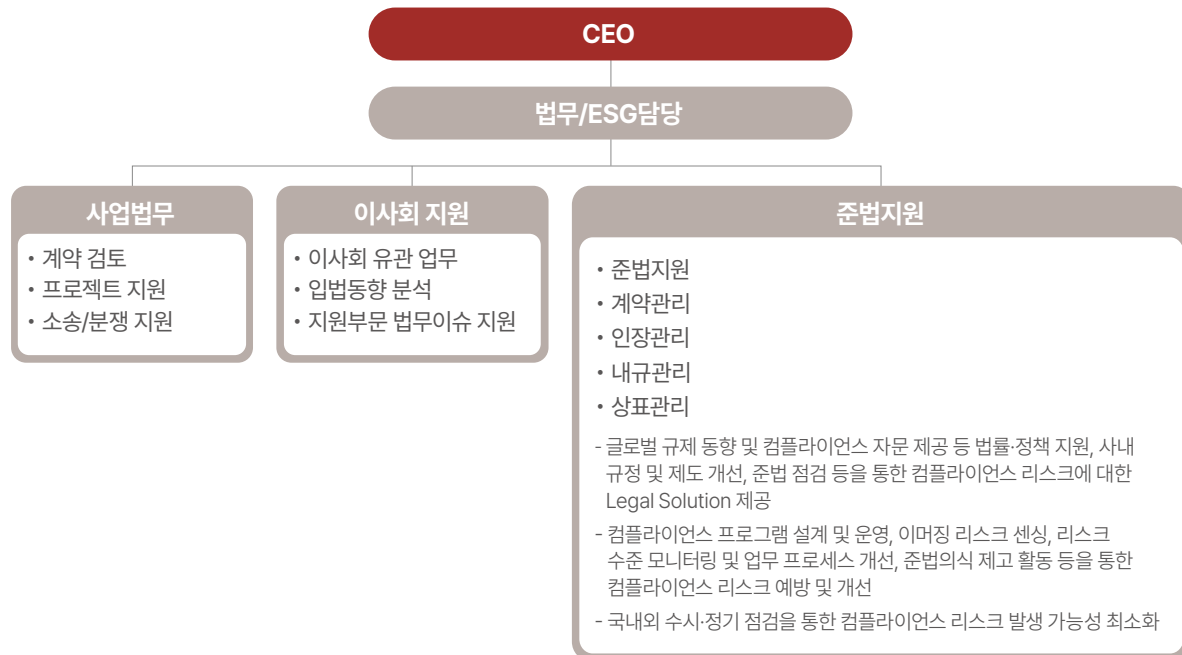 CEO
법무/ESG담당
사업법무
• 계약 검토
• 프로젝트 지원
• 소송/분쟁 지원
이사회 지원
• 이사회 유관 업무
• 입법동향 분석
• 지원부문 법무이슈 지원
준법지원
• 준법지원
• 계약관리
• 인장관리
• 내규관리
• 상표관리
- 글로벌 규제 동향 및 컴플라이언스 자문 제공 등 법률·정책 지원, 사내
규정 및 제도 개선, 준법 점검 등을 통한 컴플라이언스 리스크에 대한
Legal Solution 제공
- 컴플라이언스 프로그램 설계 및 운영, 이머징 리스크 센싱, 리스크
수준 모니터링 및 업무 프로세스 개선, 준법의식 제고 활동 등을 통한
컴플라이언스 리스크 예방 및 개선
- 국내외 수시·정기 점검을 통한 컴플라이언스 리스크 발생 가능성 최소화